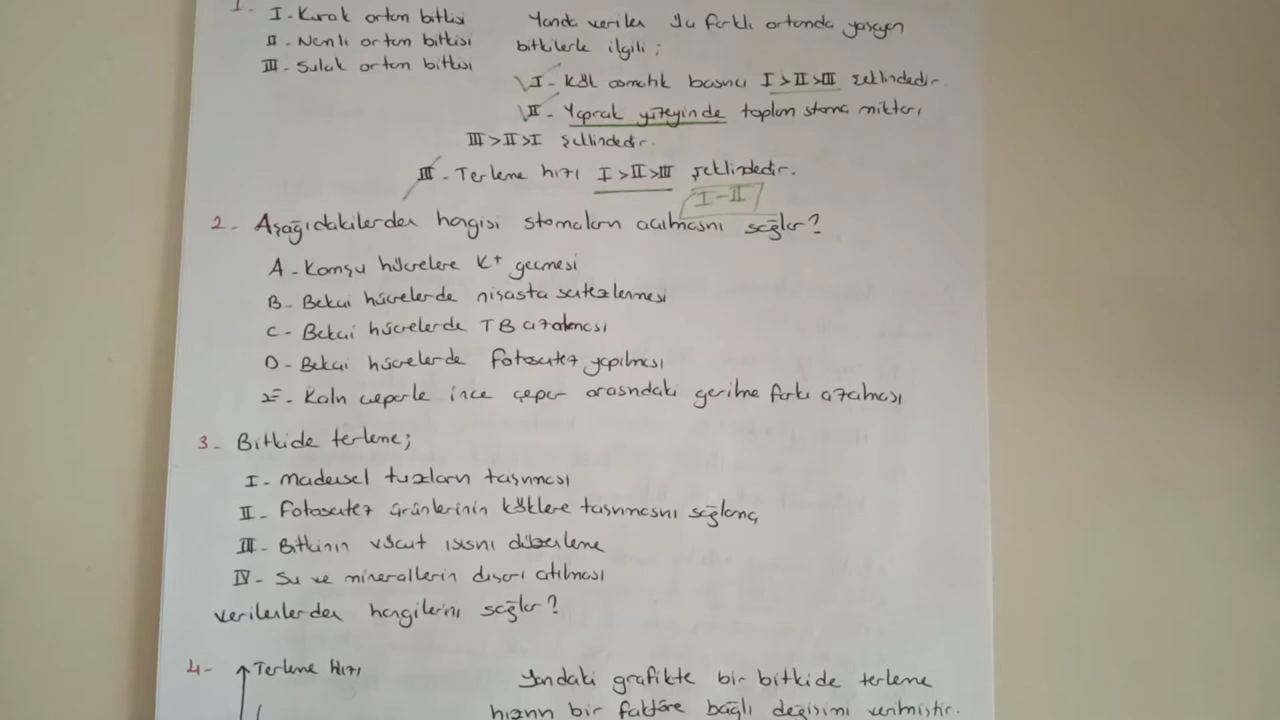 1-
I-Kurak ortam bitkisi
II - Nemli ortam bitkisi
III - Sulak ortam bitkisi
Yanda verilen 3ü farklı ortamda yaşayan
bitkilerle ilgili;
I - Kök osmotik basıncı I>II>III şeklindedir.
II - Yaprak yüzeyinde toplam stoma miktarı
III>II>I şeklindedir.
III - Terleme hızı I>II>III şeklindedir.
I-II
2- Aşağıdakilerden hangisi stomaların açılmasını sağlar?
A - Komşu hücrelere K+ geçmesi
B - Bekçi hücrelerde nişasta sentezlenmesi
C - Bekçi hücrelerde TB azalması
D - Bekçi hücrelerde fotosentez yapılması
E - Kalın çeperle ince çeper arasındaki gerilme farkı azalması
3- Bitkide terleme;
I - Madensel tuzların taşınması
II - Fotosentez ürünlerinin köklere taşınmasını sağlama
III - Bitkinin vücut ısısını düzenleme
IV - Su ve minerallerin dışarı atılması
verilenlerden hangilerini sağlar?
4- Terleme hızı
Yandaki grafikte bir bitkide terleme
hızının bir faktöre bağlı değişimi verilmiştir.